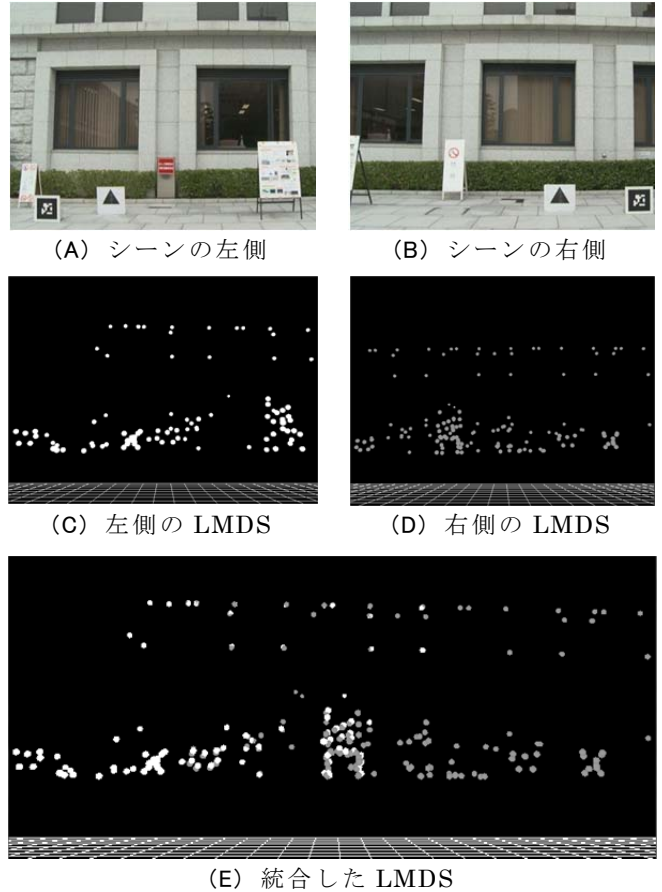 (A) シーンの左側
(B) シーンの右側
(C) 左側の LMDS
(D) 右側の LMDS
(E) 統合した LMDS